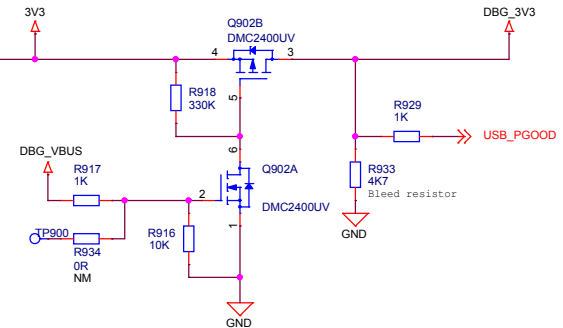 3V3
DBG_3V3
Q902B
DMC2400UV
4
3
R918
330K
5
R929
1K
USB_PGOOD
6
DBG_VBUS
Q902A
R917
1K
R933
4K7
Bleed resistor
2
DMC2400UV
TP900
R916
10K
1
GND
R934
0R
NM
GND